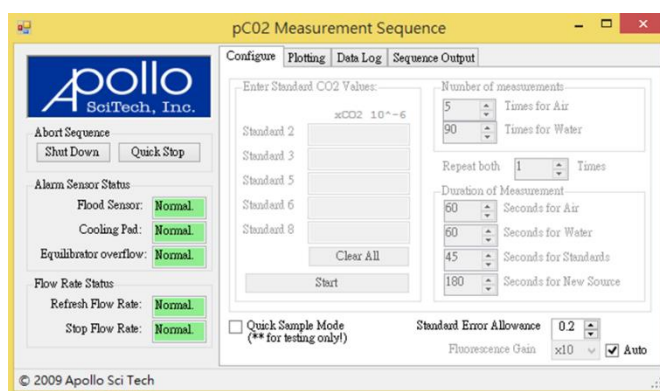 pC02 Measurement Sequence
Apollo
SciTech, Inc.
Abort Sequence
Shut Down Quick Stop
Alarm Sensor Status
Flood Sensor: Normal.
Cooling Pad: Normal.
Equilibrator overflow: Normal.
Flow Rate Status
Refresh Flow Rate: Normal.
Stop Flow Rate: Normal.
Configure Plotting Data Log Sequence Output
Enter Standard CO2 Values:
xCO2 10^-6
Standard 2
Standard 3
Standard 5
Standard 6
Standard 8
Clear All
Start
Number of measurements
5 Times for Air
90 Times for Water
Repeat both 1 Times
Duration of Measurement
60 Seconds for Air
60 Seconds for Water
45 Seconds for Standards
180 Seconds for New Source
Quick Sample Mode
(** for testing only!)
Standard Error Allowance 0.2
Fluorescence Gain x10 Auto
© 2009 Apollo Sci Tech